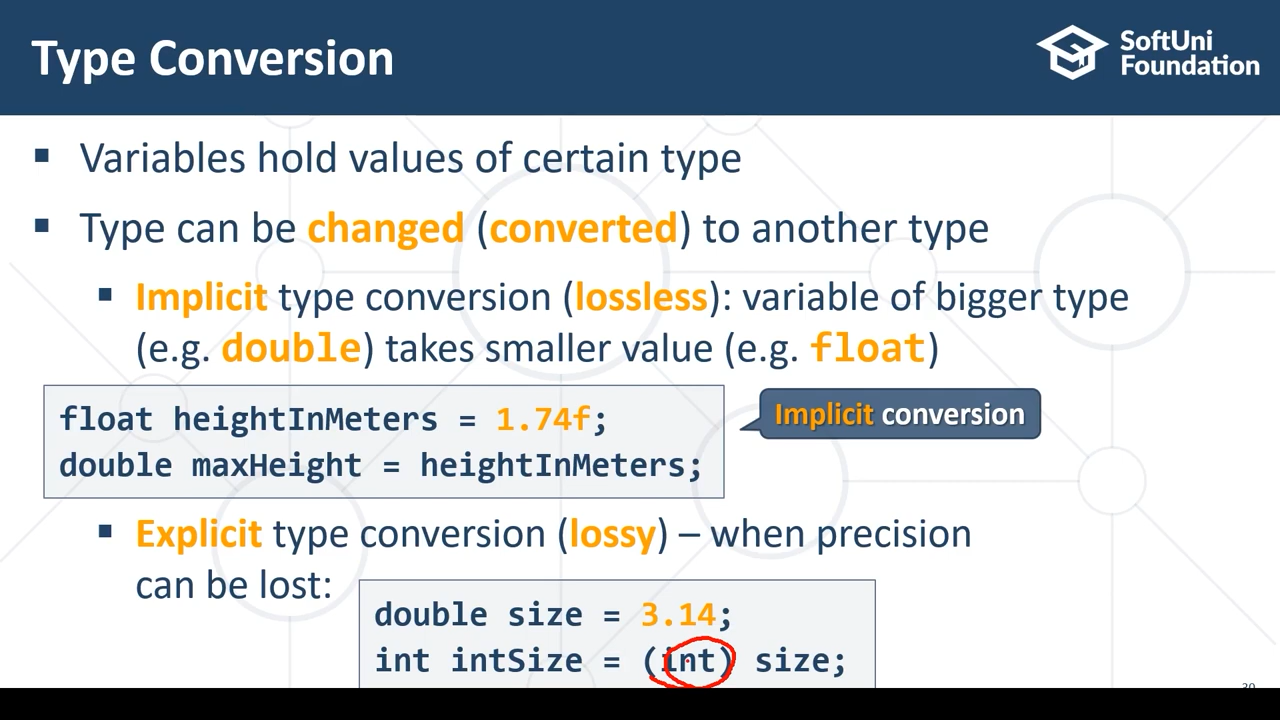 Type Conversion
SoftUni
Foundation
▪ Variables hold values of certain type
▪ Type can be changed (converted) to another type
▪ Implicit type conversion (lossless): variable of bigger type
(e.g. double) takes smaller value (e.g. float)
float heightInMeters = 1.74f;
double maxHeight = heightInMeters;
Implicit conversion
▪ Explicit type conversion (lossy) – when precision
can be lost:
double size = 3.14;
int intSize = (int) size;